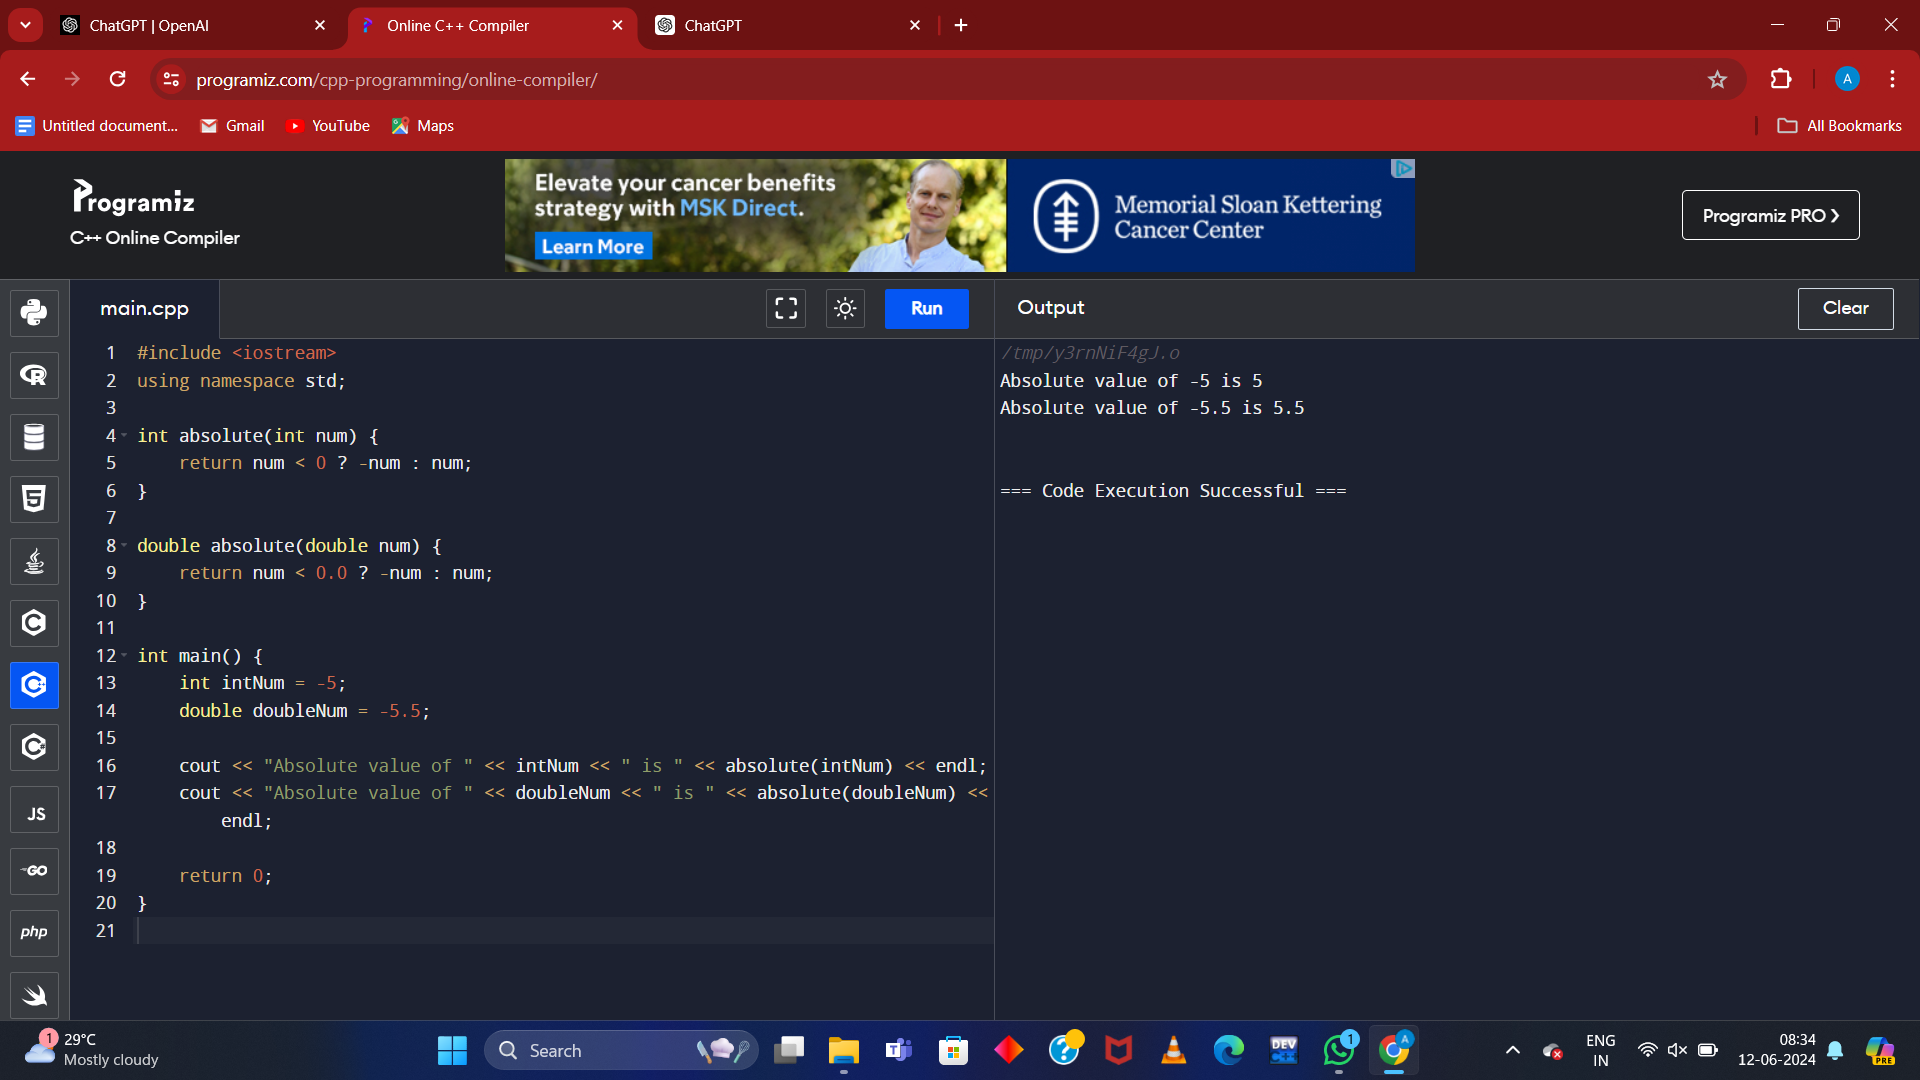 ChatGPT | OpenAI
Online C++ Compiler
ChatGPT
programiz.com/cpp-programming/online-compiler/
A
Untitled document...
Gmail
YouTube
Maps
All Bookmarks
Programiz
C++ Online Compiler
Elevate your cancer benefits
strategy with MSK Direct.
Learn More
Memorial Sloan Kettering
Cancer Center
Programiz PRO ›
main.cpp
Run
Output
Clear
1 #include <iostream>
2 using namespace std;
3
4 int absolute(int num) {
5     return num < 0 ? -num : num;
6 }
7
8 double absolute(double num) {
9     return num < 0.0 ? -num : num;
10 }
11
12 int main() {
13     int intNum = -5;
14     double doubleNum = -5.5;
15
16     cout << "Absolute value of " << intNum << " is " << absolute(intNum) << endl;
17     cout << "Absolute value of " << doubleNum << " is " << absolute(doubleNum) <<
        endl;
18
19     return 0;
20 }
21
/tmp/y3rnNiF4gJ.o
Absolute value of -5 is 5
Absolute value of -5.5 is 5.5
=== Code Execution Successful ===
R
5
C
C++
C#
JS
GO
php
1
29°C
Mostly cloudy
Search
DEV
C++
1
A
ENG
IN
08:34
12-06-2024
PRE